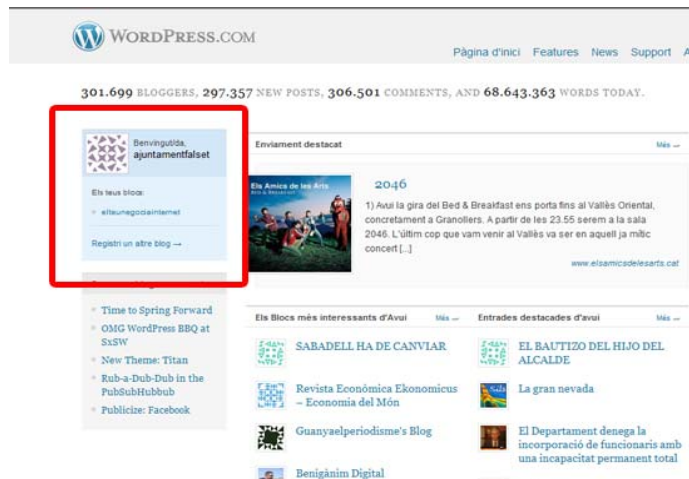 WORDPRESS.COM
Pàgina d'inici Features News Support A
301.699 BLOGGERS, 297.357 NEW POSTS, 306.501 COMMENTS, AND 68.643.363 WORDS TODAY.
Benvingut/da,
ajuntamentfalset
Els teus blocs:
elteunegociainternet
Registri un altre blog →
Time to Spring Forward
OMG WordPress BBQ at
SxSW
New Theme: Titan
Rub-a-Dub-Dub in the
PubSubHubbub
Publicize: Facebook
Enviament destacat
Més →
Els Amics de les Arts
BED & BREAKFAST
2046
1) Avui la gira del Bed & Breakfast ens porta fins al Vallès Oriental,
concretament a Granollers. A partir de les 23.55 serem a la sala
2046. L'últim cop que vam venir al Vallès va ser en aquell ja mític
concert [...]
www.elsamicsdelesarts.cat
Els Blocs més interessants d'Avui Més →
SABADELL HA DE CANVIAR
Revista Econòmica Ekonomicus
– Economia del Món
Guanyaelperiodisme's Blog
Benigànim Digital
Entrades destacades d'avui Més →
EL BAUTIZO DEL HIJO DEL
ALCALDE
La gran nevada
El Departament denega la
incorporació de funcionaris amb
una incapacitat permanent total